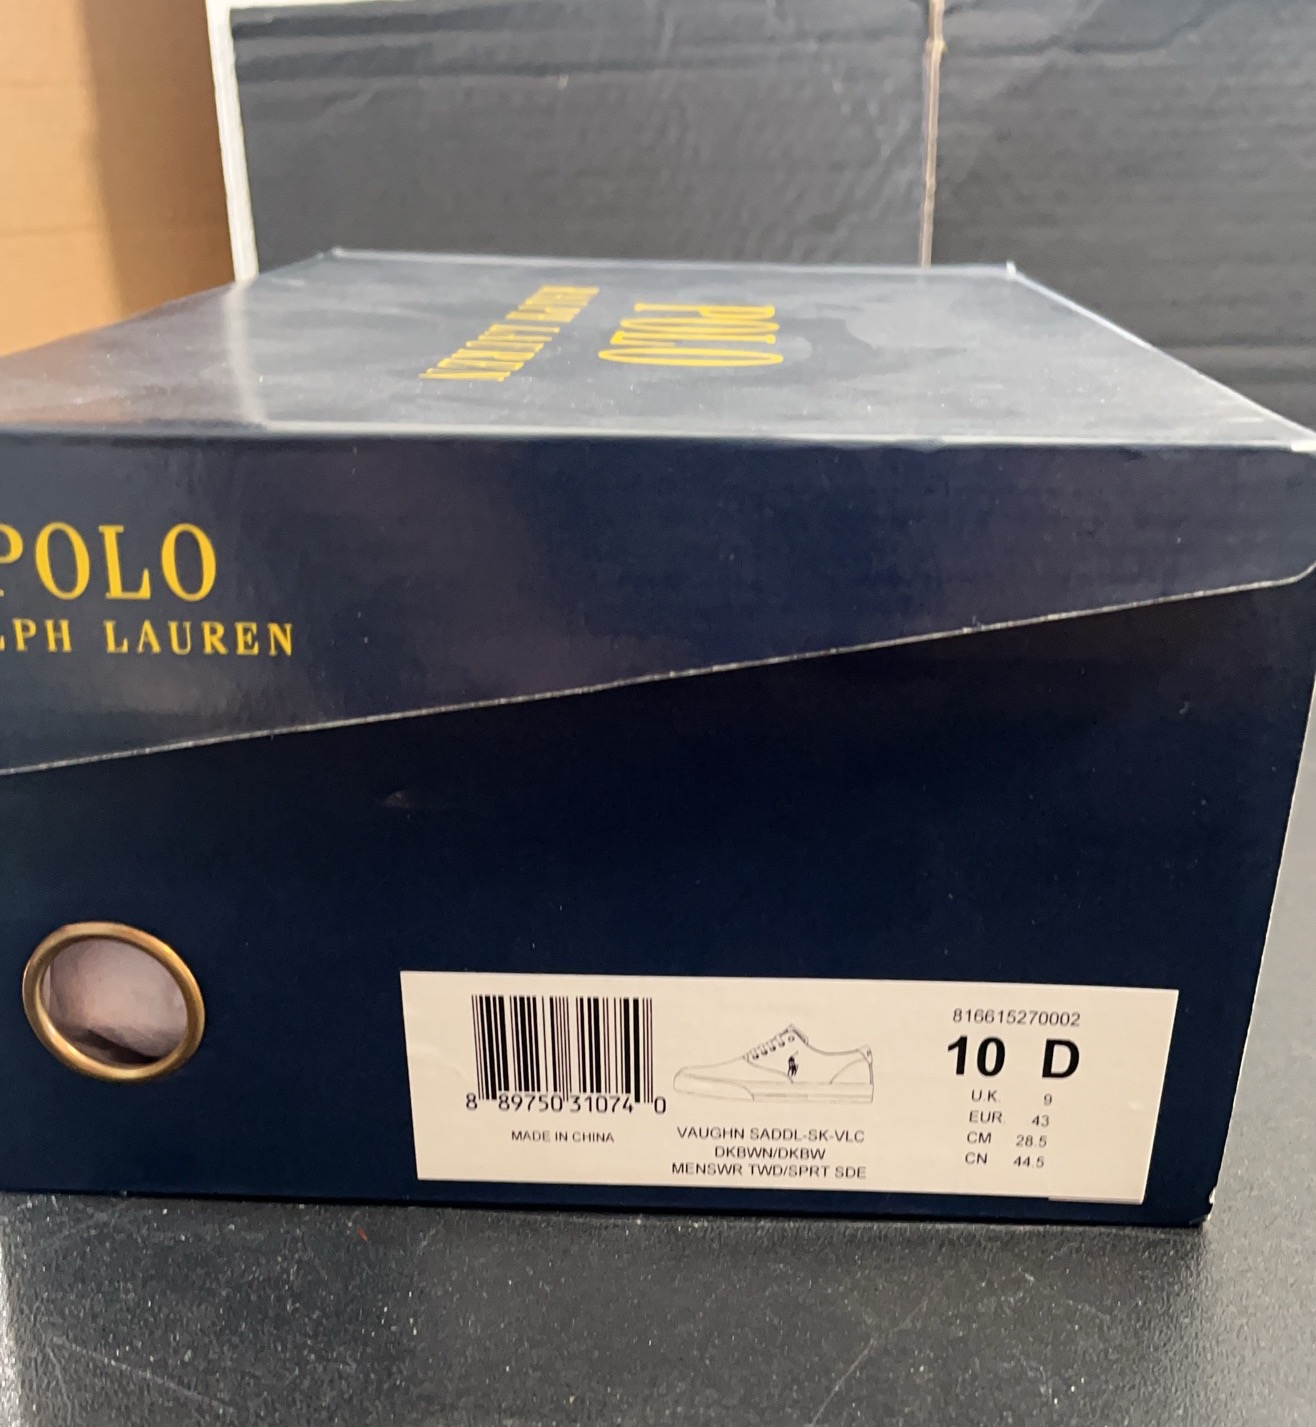 POLO
RALPH LAUREN
POLO
LPH LAUREN
8 89750 31074 0
MADE IN CHINA
VAUGHN SADDL-SK-VLC
DKBWN/DKBW
MENSWR TWD/SPRT SDE
816615270002
10 D
U.K. 9
EUR. 43
CM 28.5
CN 44.5